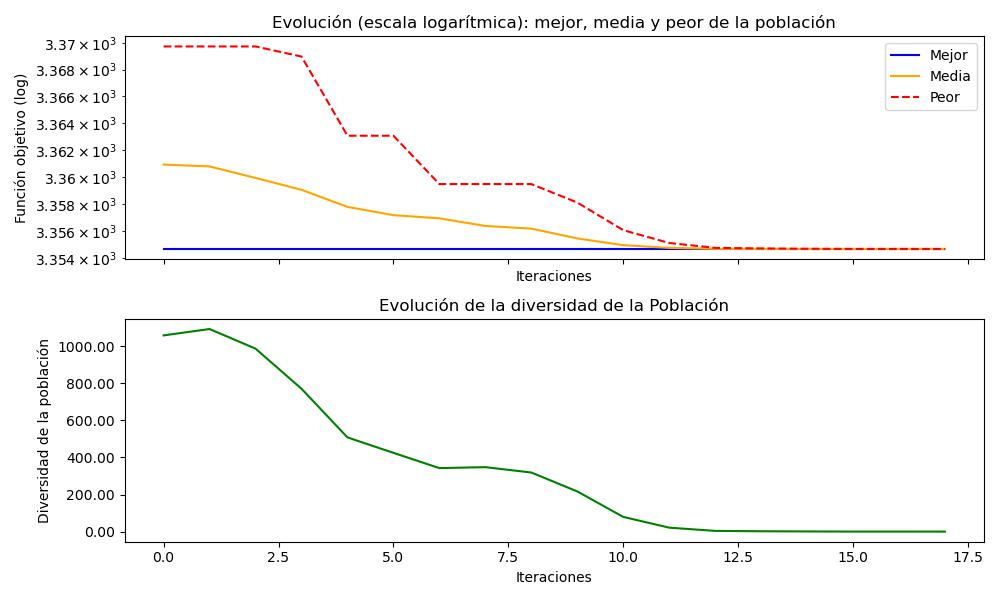 Evolución (escala logarítmica): mejor, media y peor de la población
Función objetivo (log)
3.37 × 10³
3.368 × 10³
3.366 × 10³
3.364 × 10³
3.362 × 10³
3.36 × 10³
3.358 × 10³
3.356 × 10³
3.354 × 10³
Mejor
Media
Peor
Iteraciones
Evolución de la diversidad de la Población
Diversidad de la población
1000.00
800.00
600.00
400.00
200.00
0.00
0.0 2.5 5.0 7.5 10.0 12.5 15.0 17.5
Iteraciones